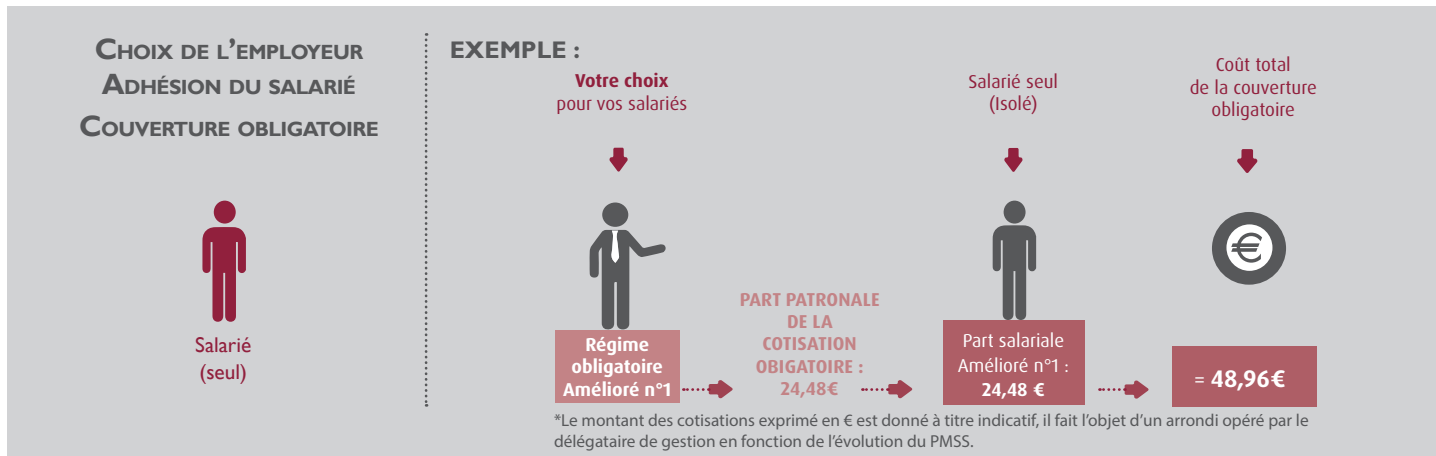 CHOIX DE L'EMPLOYEUR
ADHÉSION DU SALARIÉ
COUVERTURE OBLIGATOIRE
Salarié
(seul)
EXEMPLE :
Votre choix
pour vos salariés
Salarié seul
(Isolé)
Coût total
de la couverture
obligatoire
€
Régime
obligatoire
Amélioré n°1
PART PATRONALE
DE LA
COTISATION
OBIGATOIRE :
24,48€
Part salariale
Amélioré n°1 :
24,48 €
= 48,96€
*Le montant des cotisations exprimé en € est donné à titre indicatif, il fait l'objet d'un arrondi opéré par le
délégataire de gestion en fonction de l'évolution du PMSS.